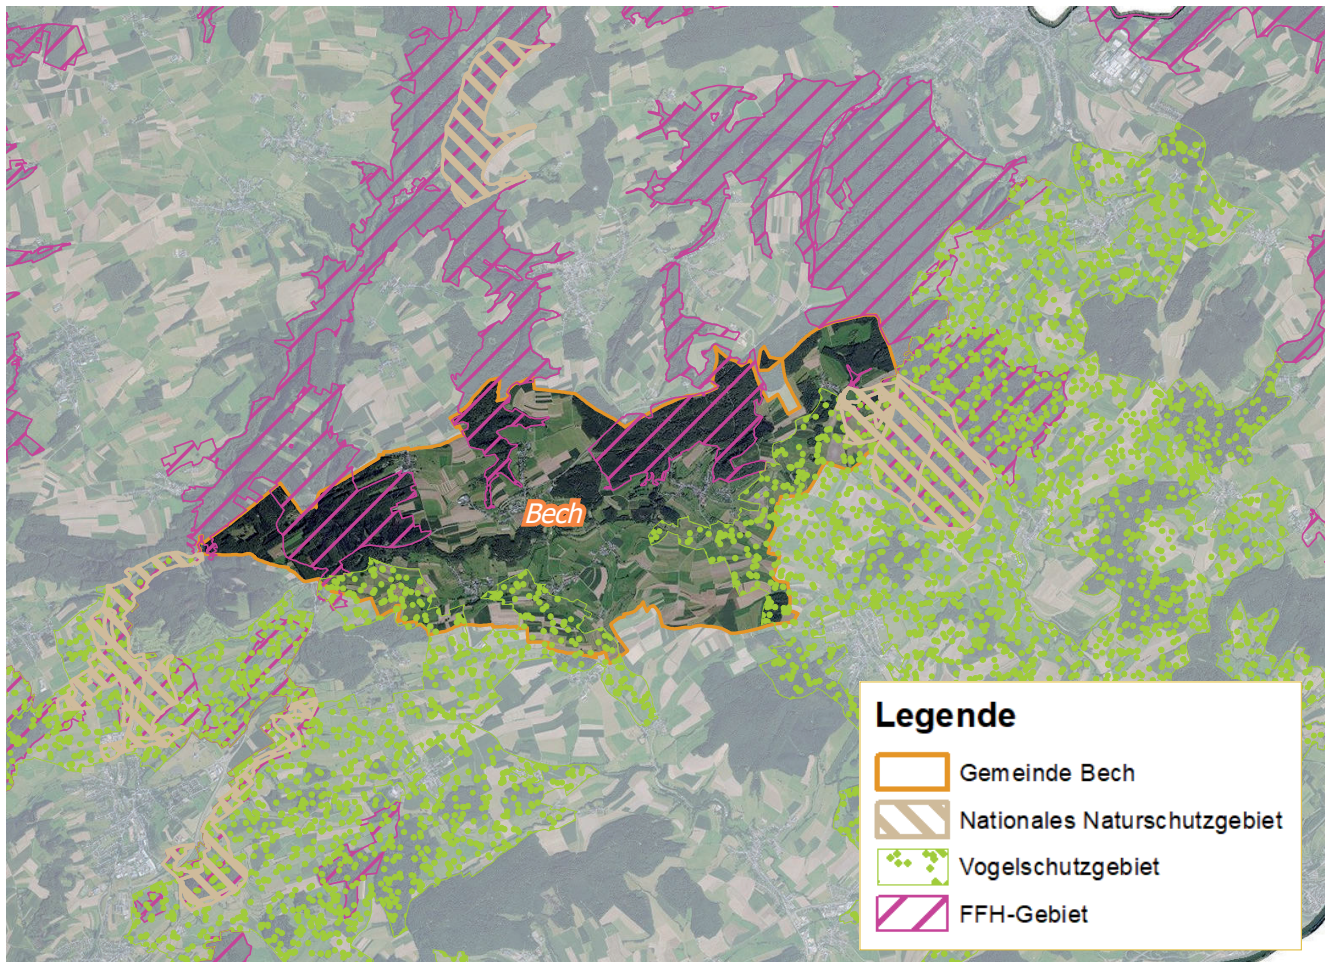 Bech
Legende
Gemeinde Bech
Nationales Naturschutzgebiet
Vogelschutzgebiet
FFH-Gebiet